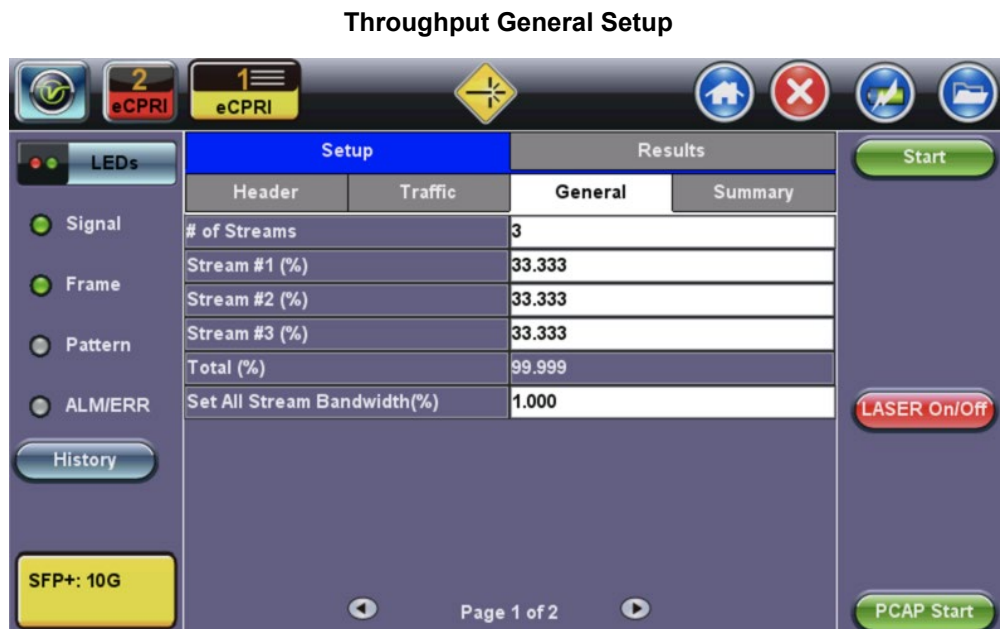 Throughput General Setup
2
eCPRI
1
eCPRI
LEDs
Setup
Results
Start
Header
Traffic
General
Summary
Signal
# of Streams
3
Stream #1 (%)
33.333
Frame
Stream #2 (%)
33.333
Pattern
Stream #3 (%)
33.333
Total (%)
99.999
ALM/ERR
Set All Stream Bandwidth(%)
1.000
LASER On/Off
History
SFP+: 10G
Page 1 of 2
PCAP Start